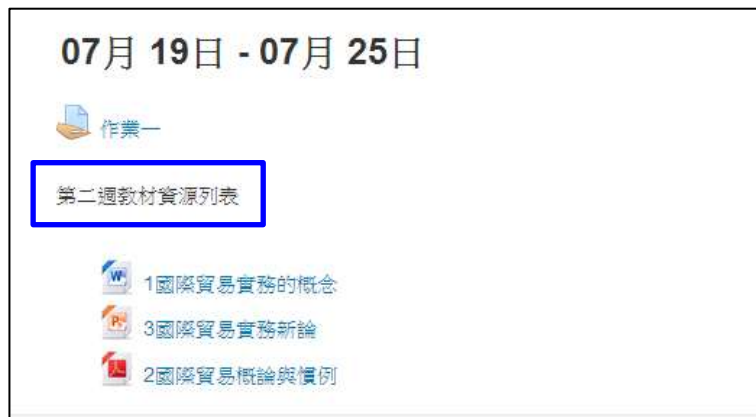 07月 19日 - 07月 25日
作業一
第二週教材資源列表
1國際貿易實務的概念
3國際貿易實務新論
2國際貿易概論與慣例